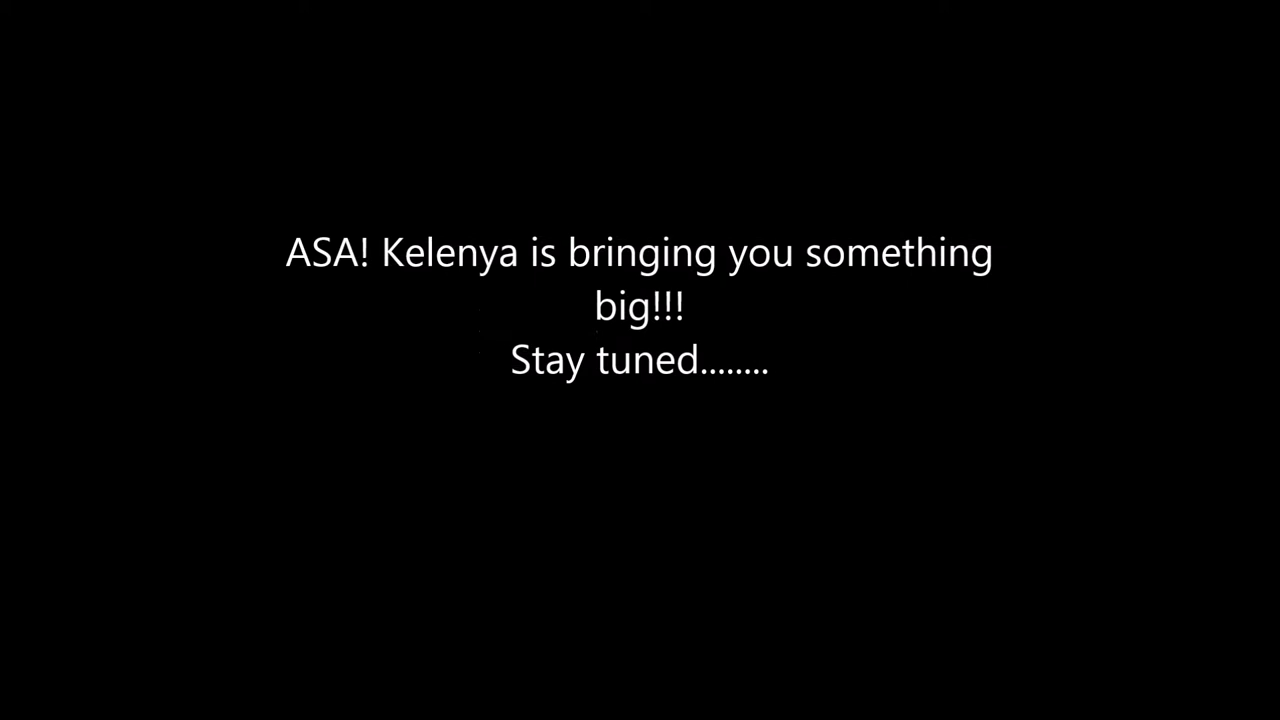 ASA! Kelenya is bringing you something
big!!!
Stay tuned........